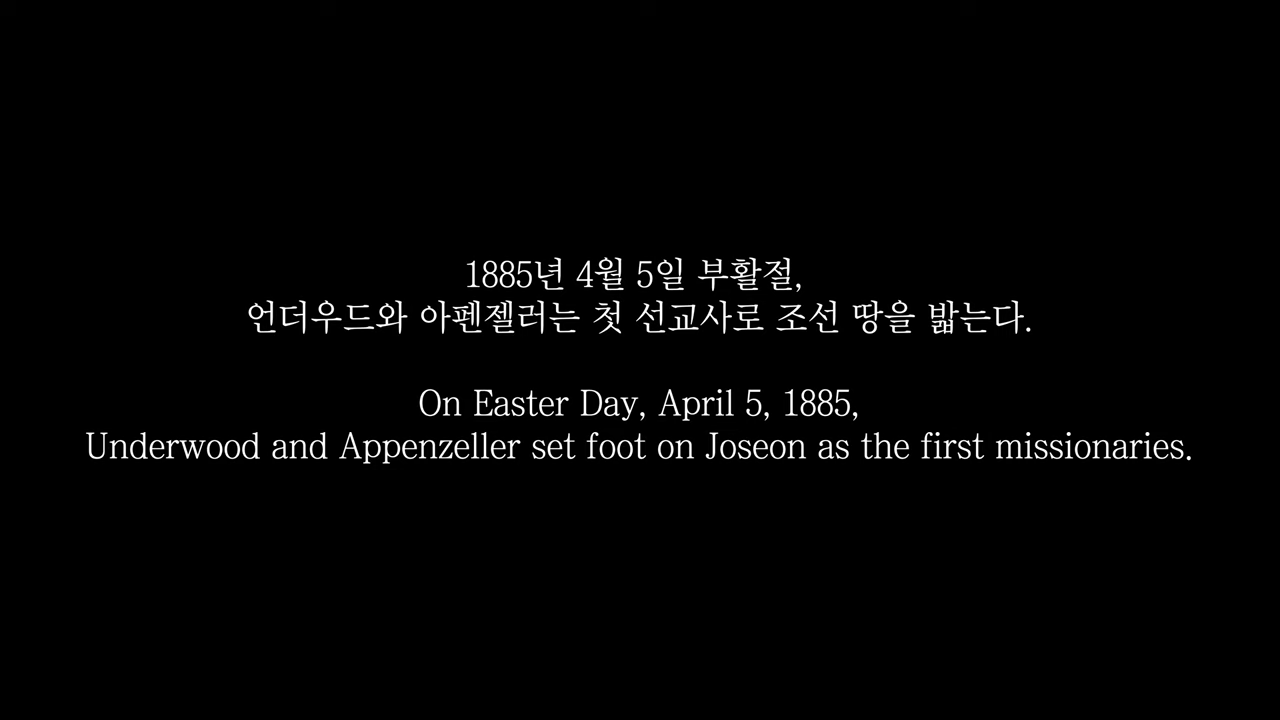 1885년 4월 5일 부활절,
언더우드와 아펜젤러는 첫 선교사로 조선 땅을 밟는다.
On Easter Day, April 5, 1885,
Underwood and Appenzeller set foot on Joseon as the first missionaries.